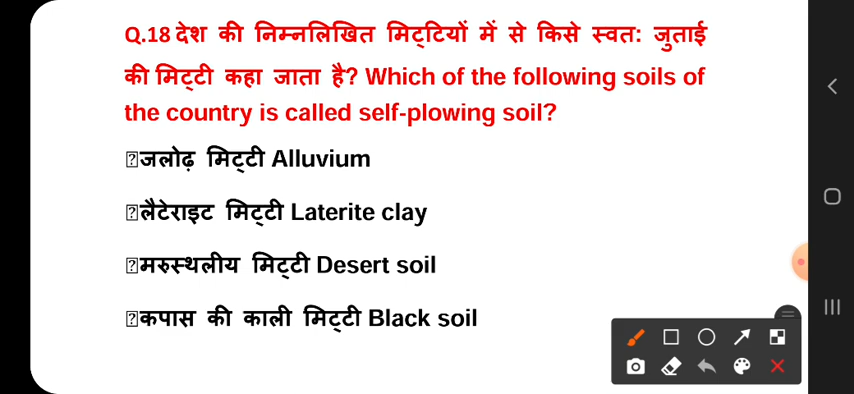 Q.18 देश की निम्नलिखित मिट्टियों में से किसे स्वत: जुताई
की मिट्टी कहा जाता है? Which of the following soils of
the country is called self-plowing soil?
जलोढ़ मिट्टी Alluvium
लैटेराइट मिट्टी Laterite clay
मरुस्थलीय मिट्टी Desert soil
कपास की काली मिट्टी Black soil